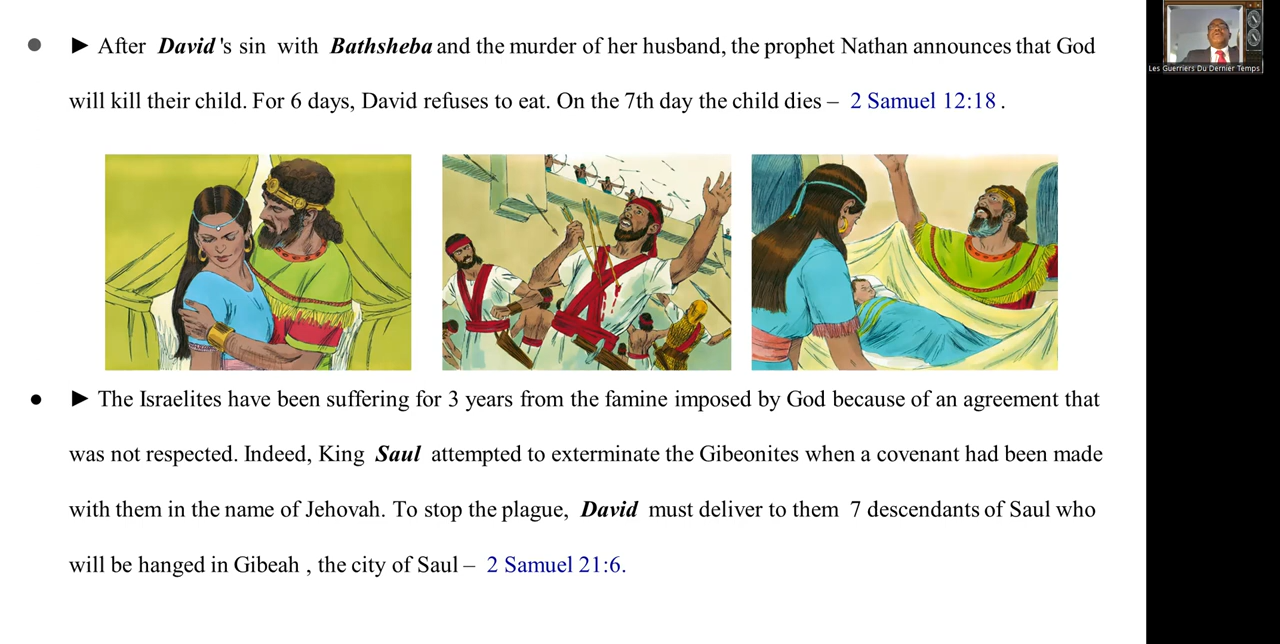 ► After David's sin with Bathsheba and the murder of her husband, the prophet Nathan announces that God
will kill their child. For 6 days, David refuses to eat. On the 7th day the child dies – 2 Samuel 12:18.
► The Israelites have been suffering for 3 years from the famine imposed by God because of an agreement that
was not respected. Indeed, King Saul attempted to exterminate the Gibeonites when a covenant had been made
with them in the name of Jehovah. To stop the plague, David must deliver to them 7 descendants of Saul who
will be hanged in Gibeah , the city of Saul – 2 Samuel 21:6.
Les Guerriers Du Dernier Temps